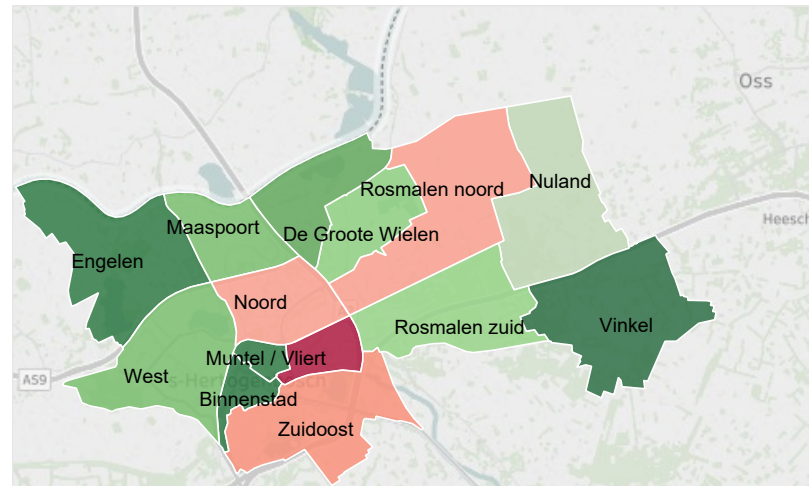 Oss
Rosmalen noord
Nuland
Heesch
Maaspoort
De Groote Wielen
Engelen
Noord
Rosmalen zuid
Vinkel
Muntel / Vliert
A59
West
s-Hertogenbosch
Binnenstad
Zuidoost